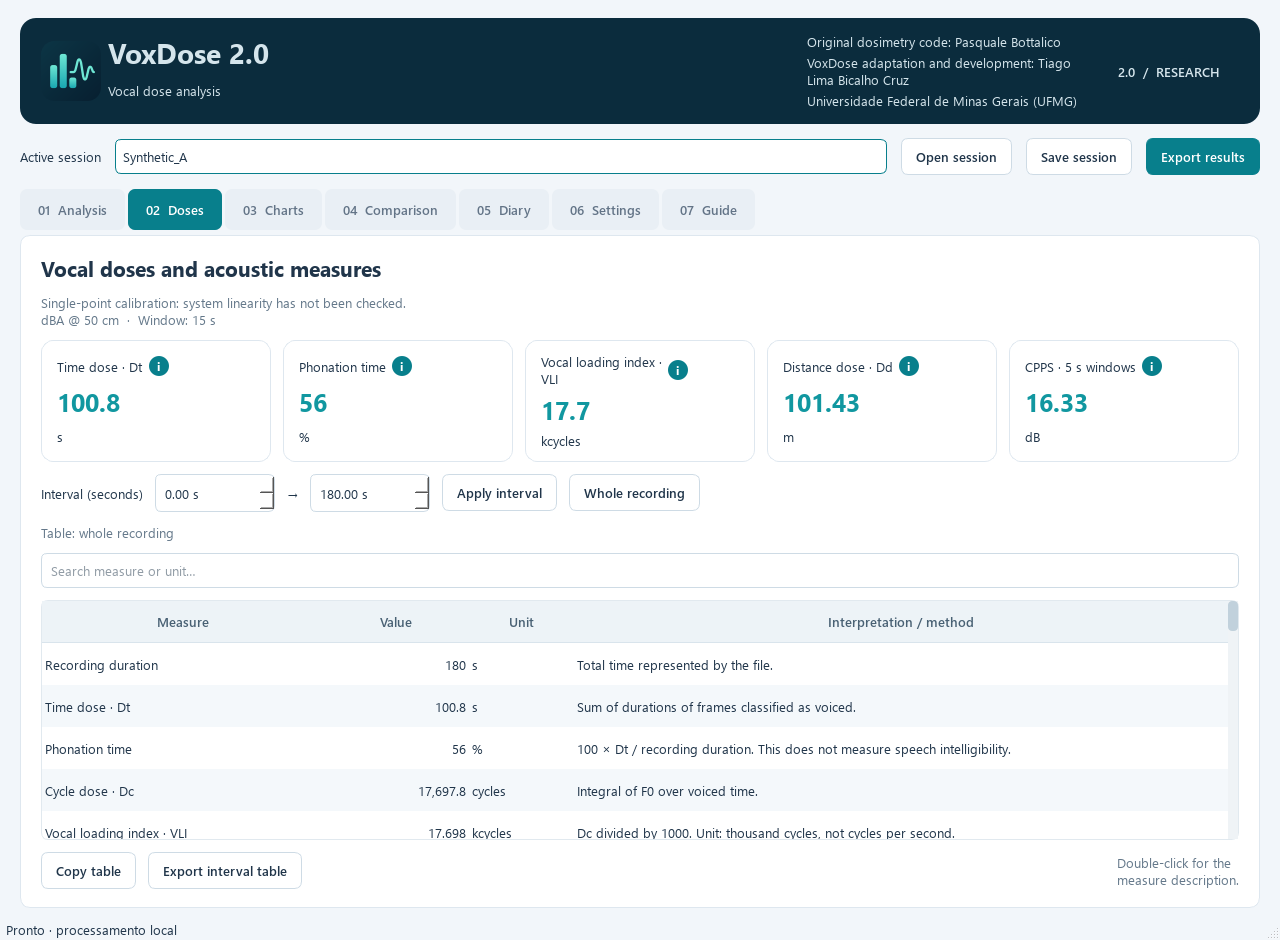 VoxDose 2.0
Vocal dose analysis
Original dosimetry code: Pasquale Bottalico
VoxDose adaptation and development: Tiago
Lima Bicalho Cruz
Universidade Federal de Minas Gerais (UFMG)
2.0 / RESEARCH
Active session
Synthetic_A
Open session
Save session
Export results
01 Analysis
02 Doses
03 Charts
04 Comparison
05 Diary
06 Settings
07 Guide
Vocal doses and acoustic measures
Single-point calibration: system linearity has not been checked.
dBA @ 50 cm · Window: 15 s
Time dose · Dt i
100.8
s
Phonation time i
56
%
Vocal loading index ·
VLI i
17.7
kcycles
Distance dose · Dd i
101.43
m
CPPS · 5 s windows i
16.33
dB
Interval (seconds) 0.00 s → 180.00 s Apply interval Whole recording
Table: whole recording
Search measure or unit...
Measure Value Unit Interpretation / method
Recording duration 180 s Total time represented by the file.
Time dose · Dt 100.8 s Sum of durations of frames classified as voiced.
Phonation time 56 % 100 × Dt / recording duration. This does not measure speech intelligibility.
Cycle dose · Dc 17,697.8 cycles Integral of F0 over voiced time.
Vocal loading index · VLI 17.698 kcycles Dc divided by 1000. Unit: thousand cycles, not cycles per second.
Copy table
Export interval table
Double-click for the
measure description.
Pronto · processamento local